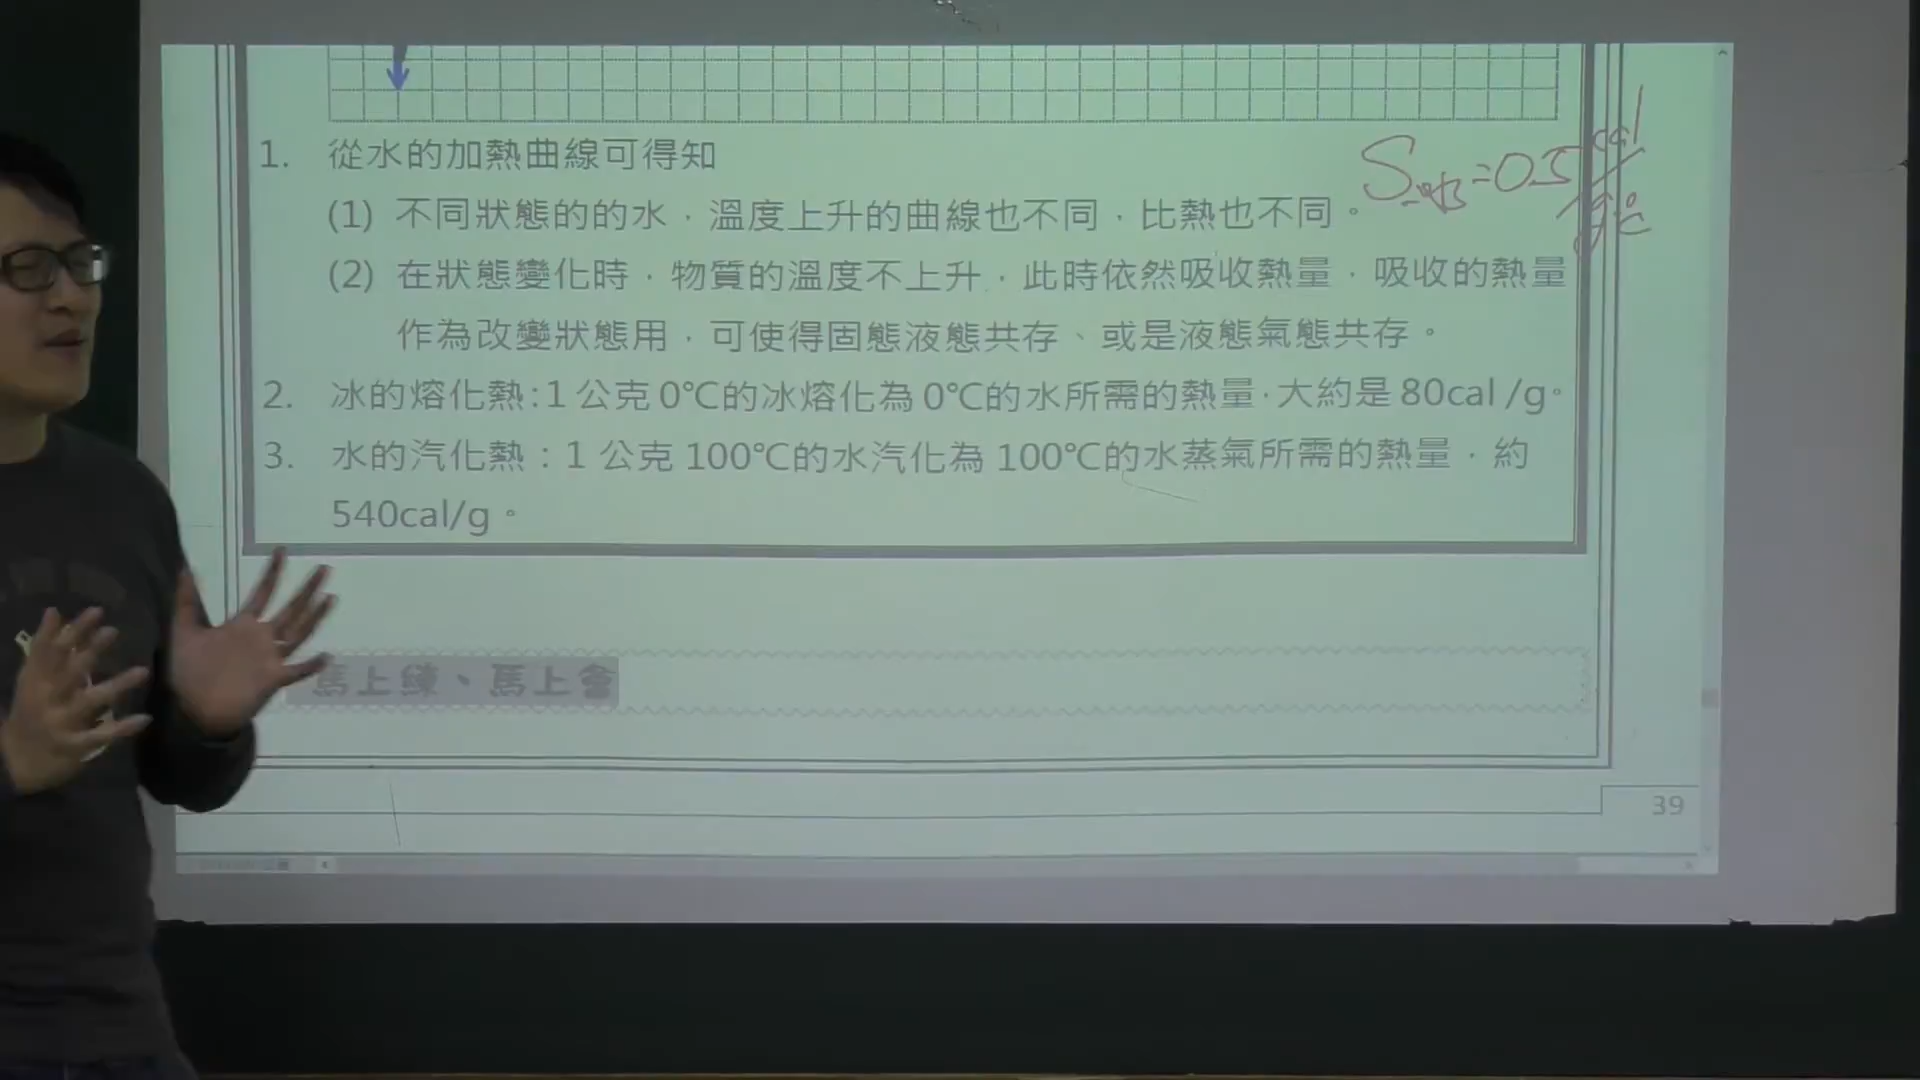 1. 從水的加熱曲線可得知
(1) 不同狀態的的水，溫度上升的曲線也不同，比熱也不同。
S冰=0.5 cal/g·℃
(2) 在狀態變化時，物質的溫度不上升，此時依然吸收熱量，吸收的熱量
作為改變狀態用，可使得固態液態共存、或是液態氣態共存。
2. 冰的熔化熱:1 公克 0℃的冰熔化為 0℃的水所需的熱量，大約是 80cal /g。
3. 水的汽化熱：1 公克 100℃的水汽化為 100℃的水蒸氣所需的熱量，約
540cal/g。
馬上練、馬上會
39